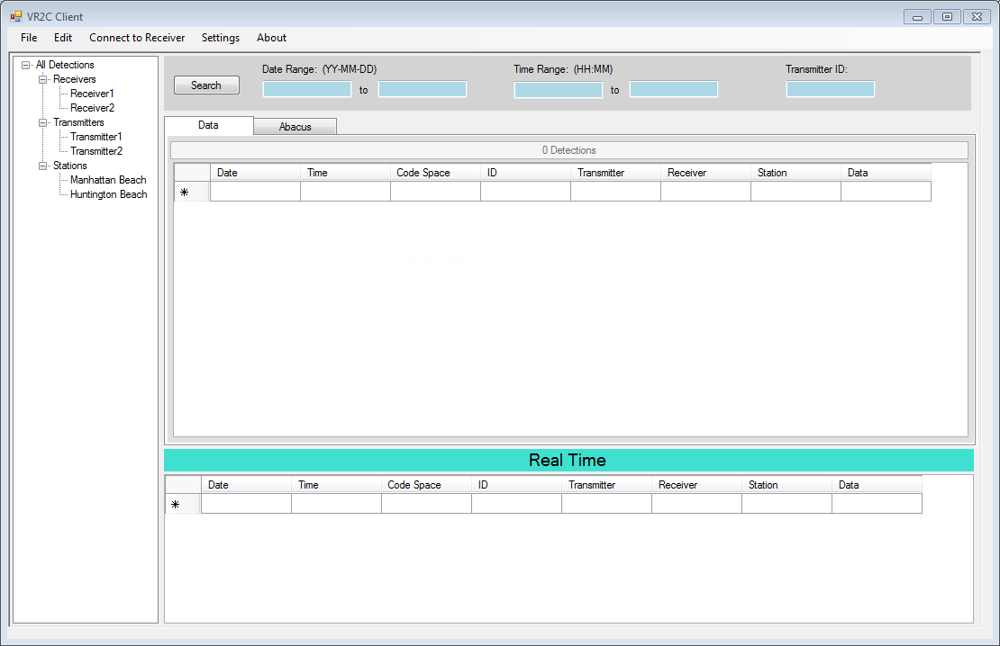 VR2C Client
File Edit Connect to Receiver Settings About
All Detections
Receivers
Receiver1
Receiver2
Transmitters
Transmitter1
Transmitter2
Stations
Manhattan Beach
Huntington Beach
Search
Date Range: (YY-MM-DD)
to
Time Range: (HH:MM)
to
Transmitter ID:
Data Abacus
0 Detections
Date Time Code Space ID Transmitter Receiver Station Data
Real Time
Date Time Code Space ID Transmitter Receiver Station Data